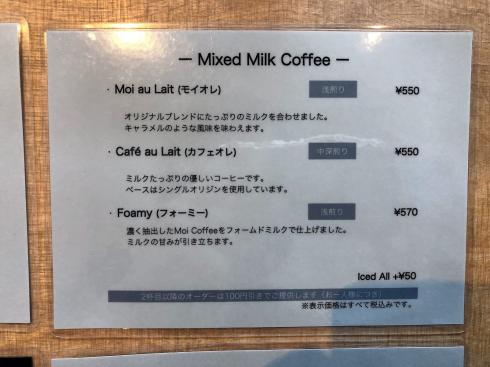 — Mixed Milk Coffee —
・Moi au Lait (モイオレ) 浅煎り ¥550
オリジナルブレンドにたっぷりのミルクを合わせました。
キャラメルのような風味を味わえます。
・Café au Lait (カフェオレ) 中深煎り ¥550
ミルクたっぷりの優しいコーヒーです。
ベースはシングルオリジンを使用しています。
・Foamy (フォーミー) 浅煎り ¥570
濃く抽出したMoi Coffeeをフォームドミルクで仕上げました。
ミルクの甘みが引き立ちます。
Iced All +¥50
2杯目以降のオーダーは100円引きでご提供します（お一人様につき）
※表示価格はすべて税込みです。